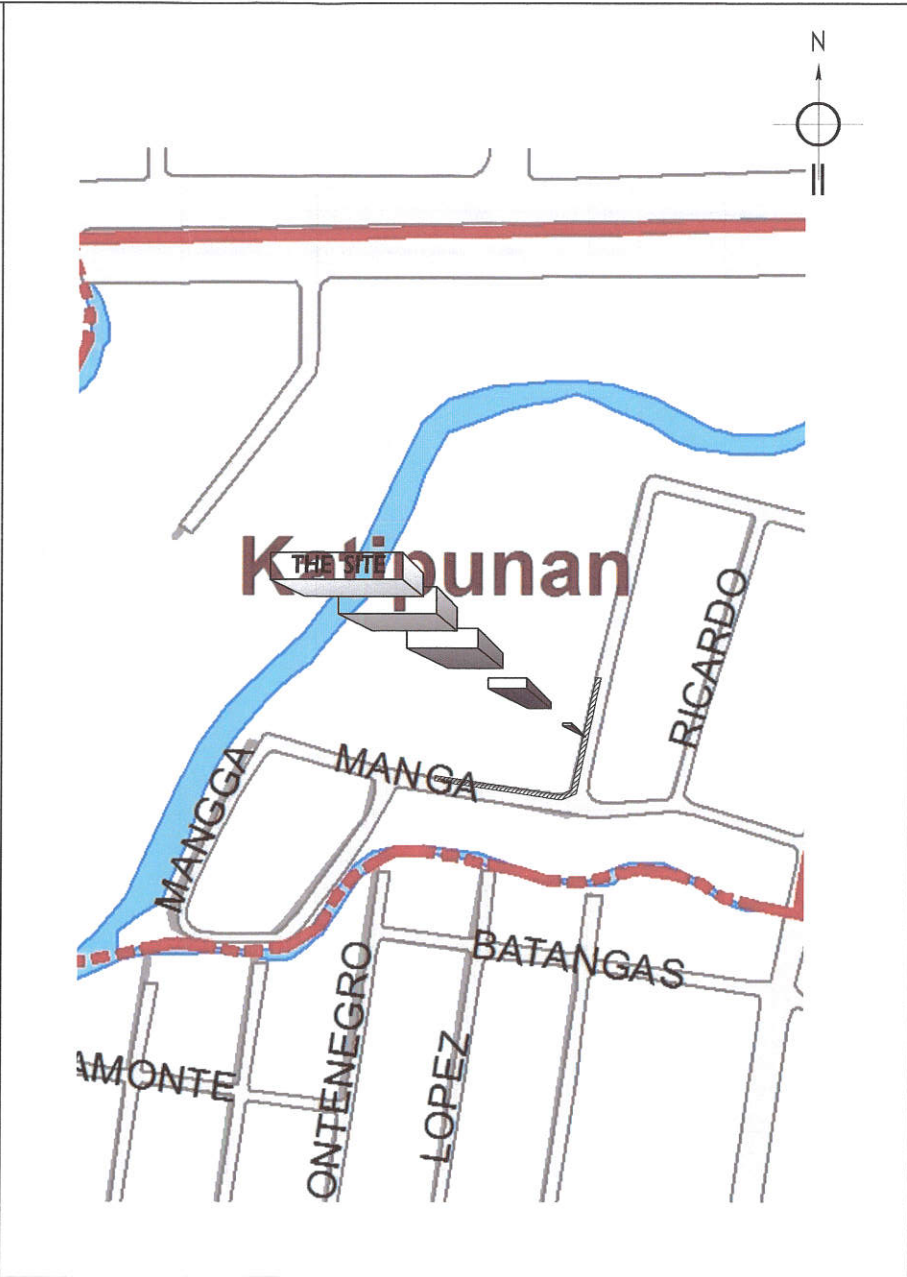 N
Katipunan
THE SITE
RICARDO
MANGA
MANGGA
BATANGAS
ONTENEGRO
LOPEZ
AMONTE